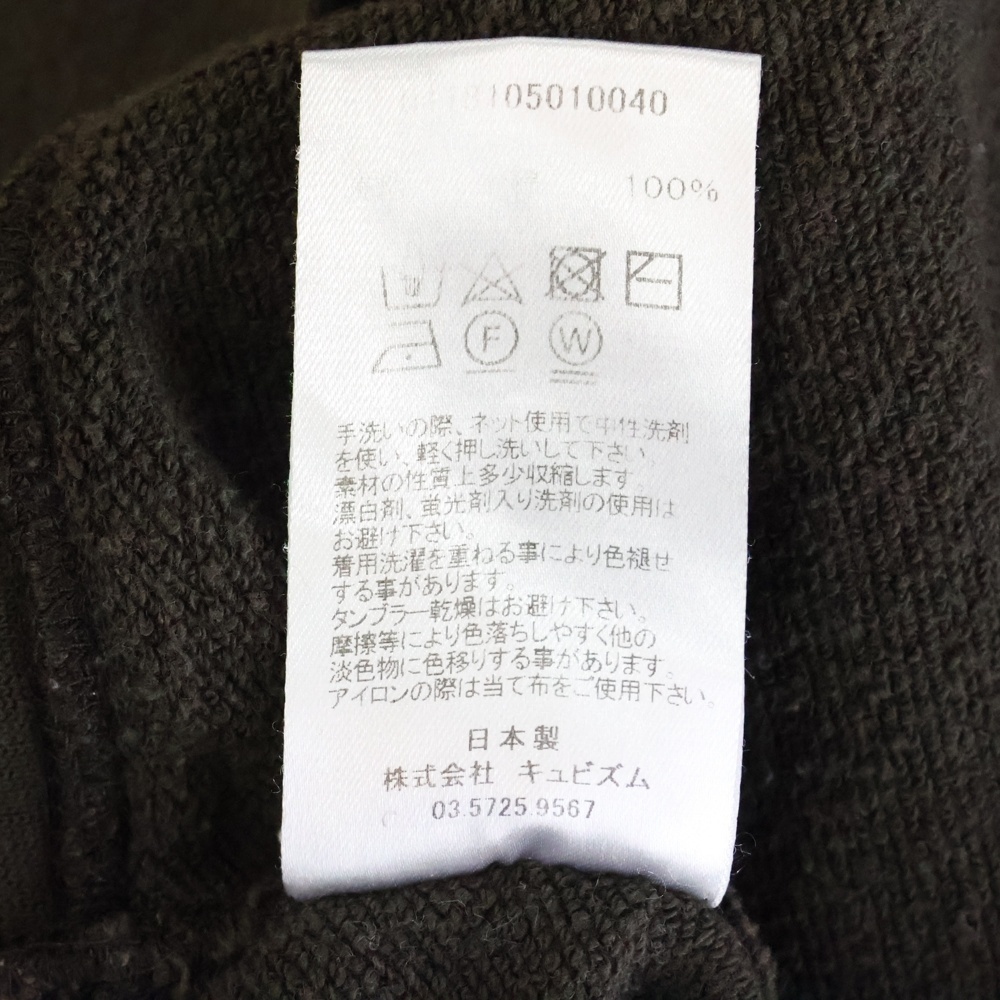 05010040
100%
F W
手洗いの際、ネット使用で中性洗剤
を使い、軽く押し洗いして下さい。
素材の性質上多少収縮します。
漂白剤、蛍光剤入り洗剤の使用は
お避け下さい。
着用洗濯を重ねる事により色褪せ
する事があります。
タンブラー乾燥はお避け下さい。
摩擦等により色落ちしやすく他の
淡色物に色移りする事があります。
アイロンの際は当て布をご使用下さい。
日本製
株式会社 キュビズム
03.5725.9567